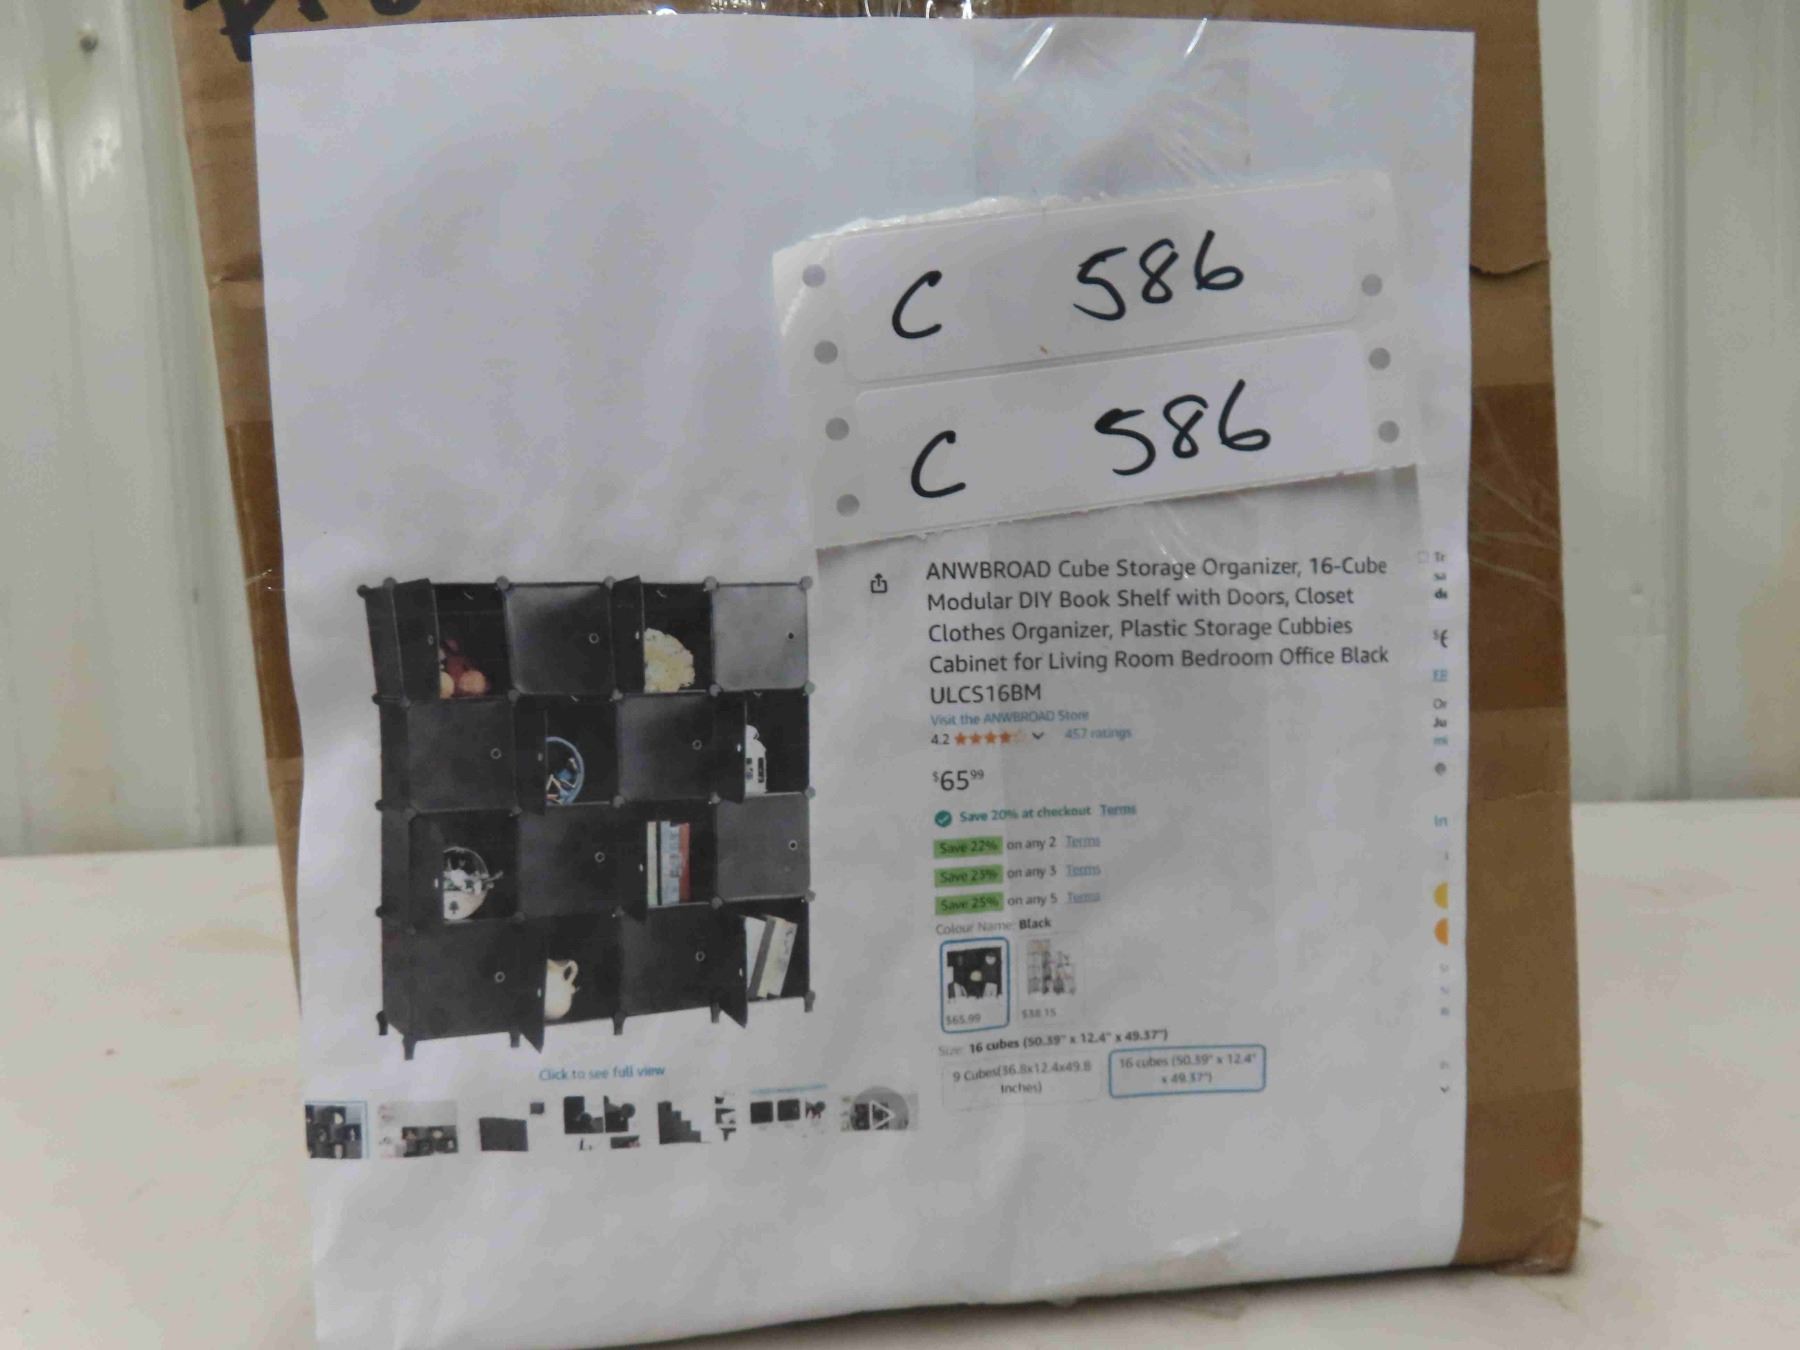 C 586
C 586
ANWBROAD Cube Storage Organizer, 16-Cube
Modular DIY Book Shelf with Doors, Closet
Clothes Organizer, Plastic Storage Cubbies
Cabinet for Living Room Bedroom Office Black
ULCS16BM
Visit the ANWBROAD Store
4.2 457 ratings
$65.99
Save 20% at checkout Terms
Save 22% on any 2 Terms
Save 23% on any 3 Terms
Save 25% on any 5 Terms
Colour Name: Black
$65.99 $38.15
Size: 16 cubes (50.39" x 12.4" x 49.37")
9 Cubes(36.8x12.4x49.8
Inches)
16 cubes (50.39" x 12.4"
x 49.37")
Click to see full view